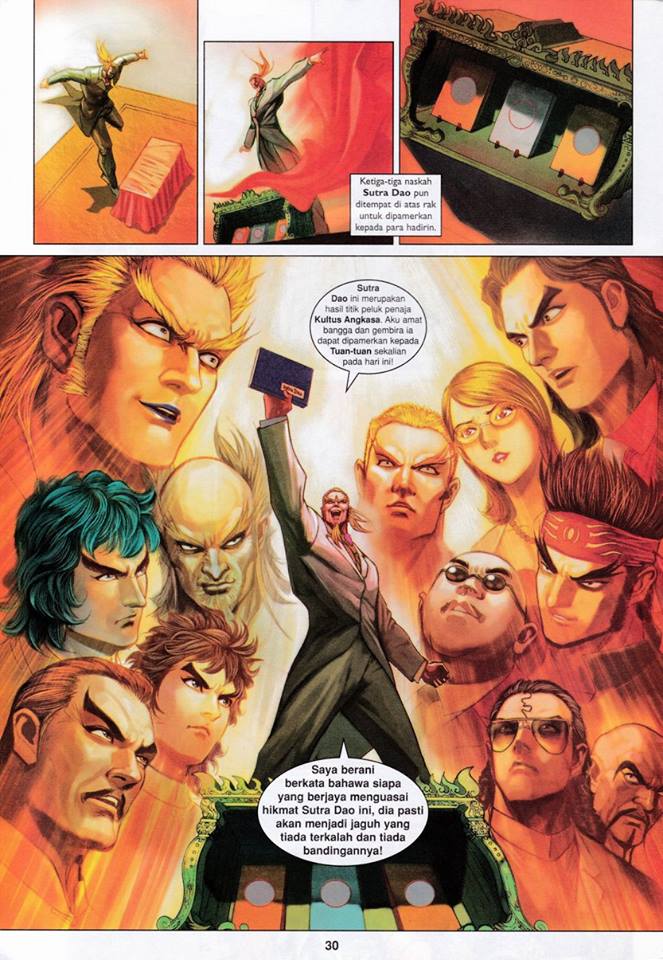 Ketiga-tiga naskah
Sutra Dao pun
ditempat di atas rak
untuk dipamerkan
kepada para hadirin.
Sutra
Dao ini merupakan
hasil titik peluk penaja
Kultus Angkasa. Aku amat
bangga dan gembira ia
dapat dipamerkan kepada
Tuan-tuan sekalian
pada hari ini!
Sutra Dao
Saya berani
berkata bahawa siapa
yang berjaya menguasai
hikmat Sutra Dao ini, dia pasti
akan menjadi jaguh yang
tiada terkalah dan tiada
bandingannya!
30